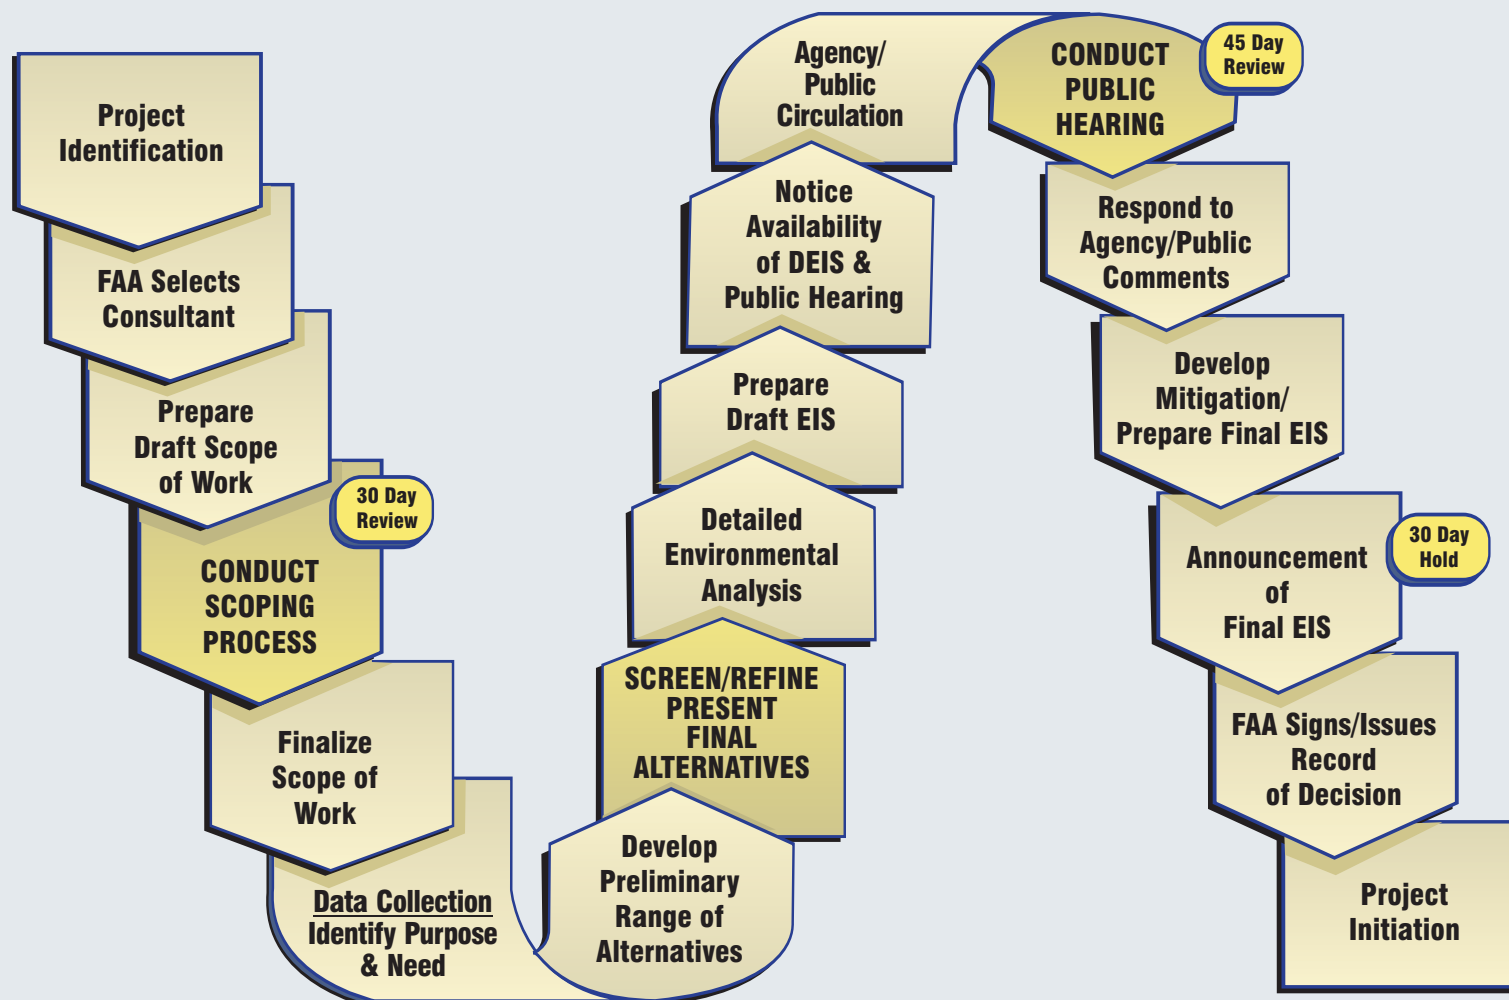 Project
Identification
FAA Selects
Consultant
Prepare
Draft Scope
of Work
30 Day
Review
CONDUCT
SCOPING
PROCESS
Finalize
Scope of
Work
Data Collection
Identify Purpose
& Need
Develop
Preliminary
Range of
Alternatives
SCREEN/REFINE
PRESENT
FINAL
ALTERNATIVES
Detailed
Environmental
Analysis
Prepare
Draft EIS
Notice
Availability
of DEIS &
Public Hearing
Agency/
Public
Circulation
CONDUCT
PUBLIC
HEARING
45 Day
Review
Respond to
Agency/Public
Comments
Develop
Mitigation/
Prepare Final EIS
Announcement
of
Final EIS
30 Day
Hold
FAA Signs/Issues
Record
of Decision
Project
Initiation